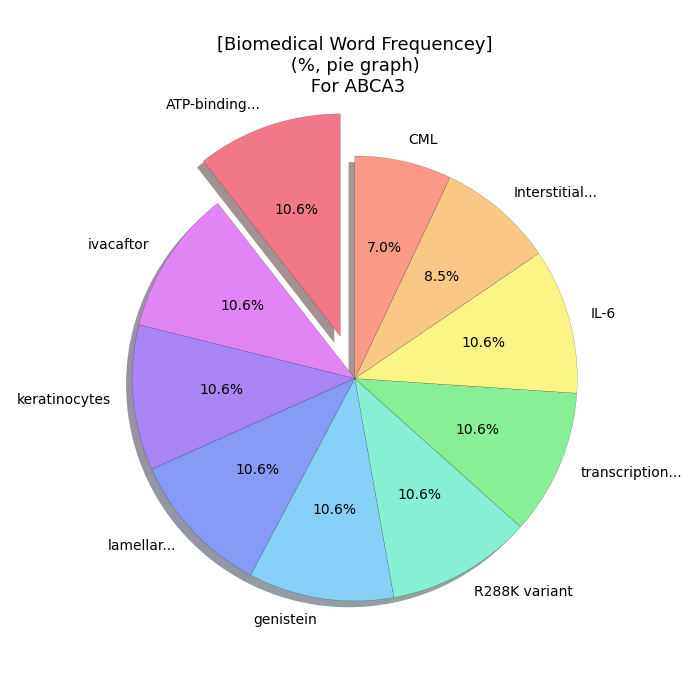 [Biomedical Word Frequencey]
(%, pie graph)
For ABCA3
ATP-binding...
10.6%
CML
7.0%
Interstitial...
8.5%
IL-6
10.6%
transcription...
10.6%
R288K variant
10.6%
genistein
10.6%
lamellar...
10.6%
keratinocytes
10.6%
ivacaftor
10.6%